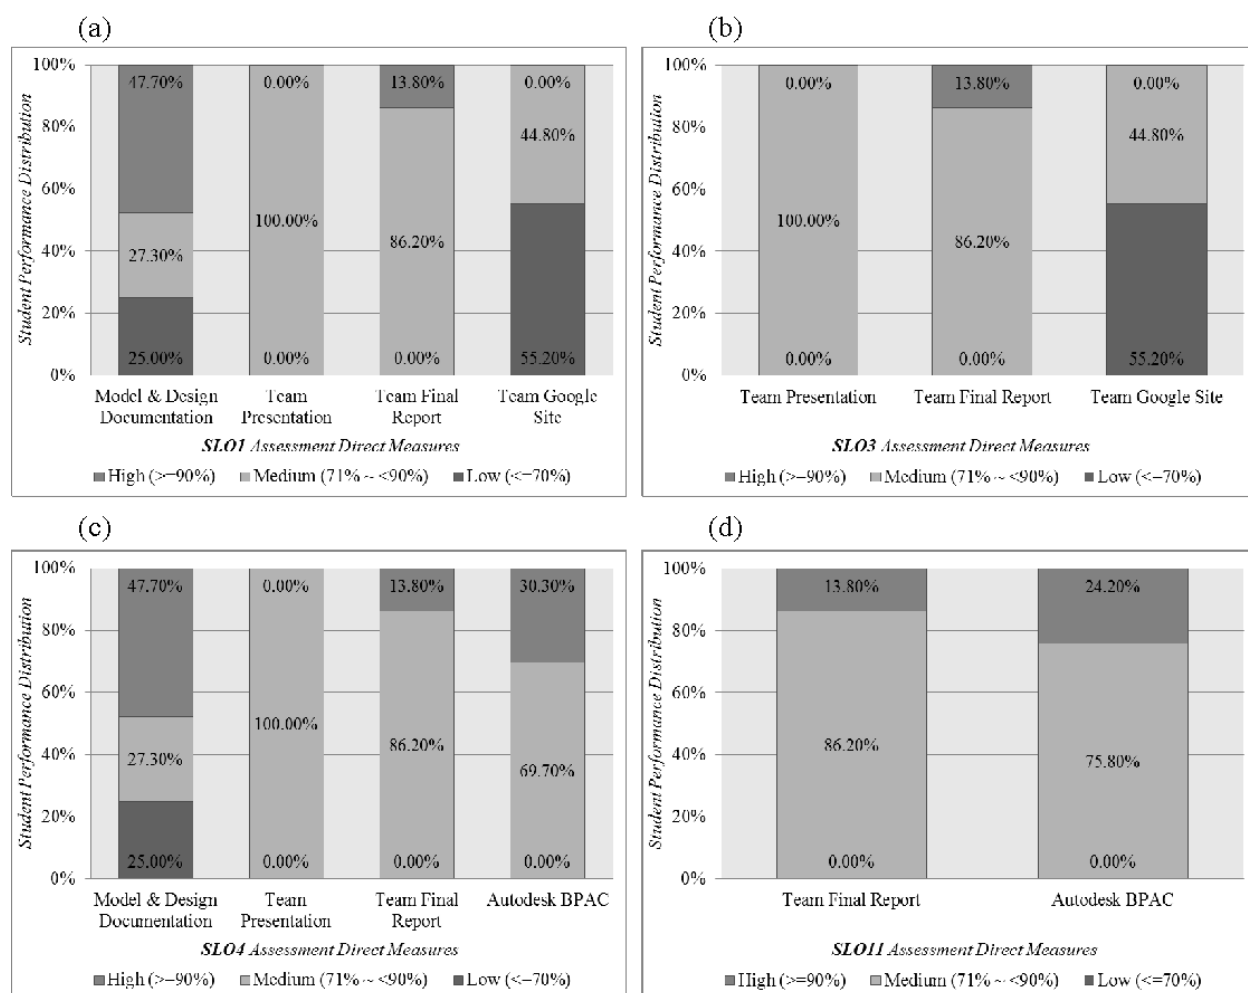 (a)
100%
80%
60%
40%
20%
0%
Student Performance Distribution
47.70%
27.30%
25.00%
0.00%
100.00%
0.00%
13.80%
86.20%
0.00%
0.00%
44.80%
55.20%
Model & Design Documentation
Team Presentation
Team Final Report
Team Google Site
SLO1 Assessment Direct Measures
High (>=90%) Medium (71% ~ <90%) Low (<=70%)
(b)
100%
80%
60%
40%
20%
0%
Student Performance Distribution
0.00%
100.00%
0.00%
13.80%
86.20%
0.00%
0.00%
44.80%
55.20%
Team Presentation
Team Final Report
Team Google Site
SLO3 Assessment Direct Measures
High (>=90%) Medium (71% ~ <90%) Low (<=70%)
(c)
100%
80%
60%
40%
20%
0%
Student Performance Distribution
47.70%
27.30%
25.00%
0.00%
100.00%
0.00%
13.80%
86.20%
0.00%
30.30%
69.70%
0.00%
Model & Design Documentation
Team Presentation
Team Final Report
Autodesk BPAC
SLO4 Assessment Direct Measures
High (>=90%) Medium (71% ~ <90%) Low (<=70%)
(d)
100%
80%
60%
40%
20%
0%
Student Performance Distribution
13.80%
86.20%
0.00%
24.20%
75.80%
0.00%
Team Final Report
Autodesk BPAC
SLO11 Assessment Direct Measures
High (>=90%) Medium (71% ~ <90%) Low (<=70%)